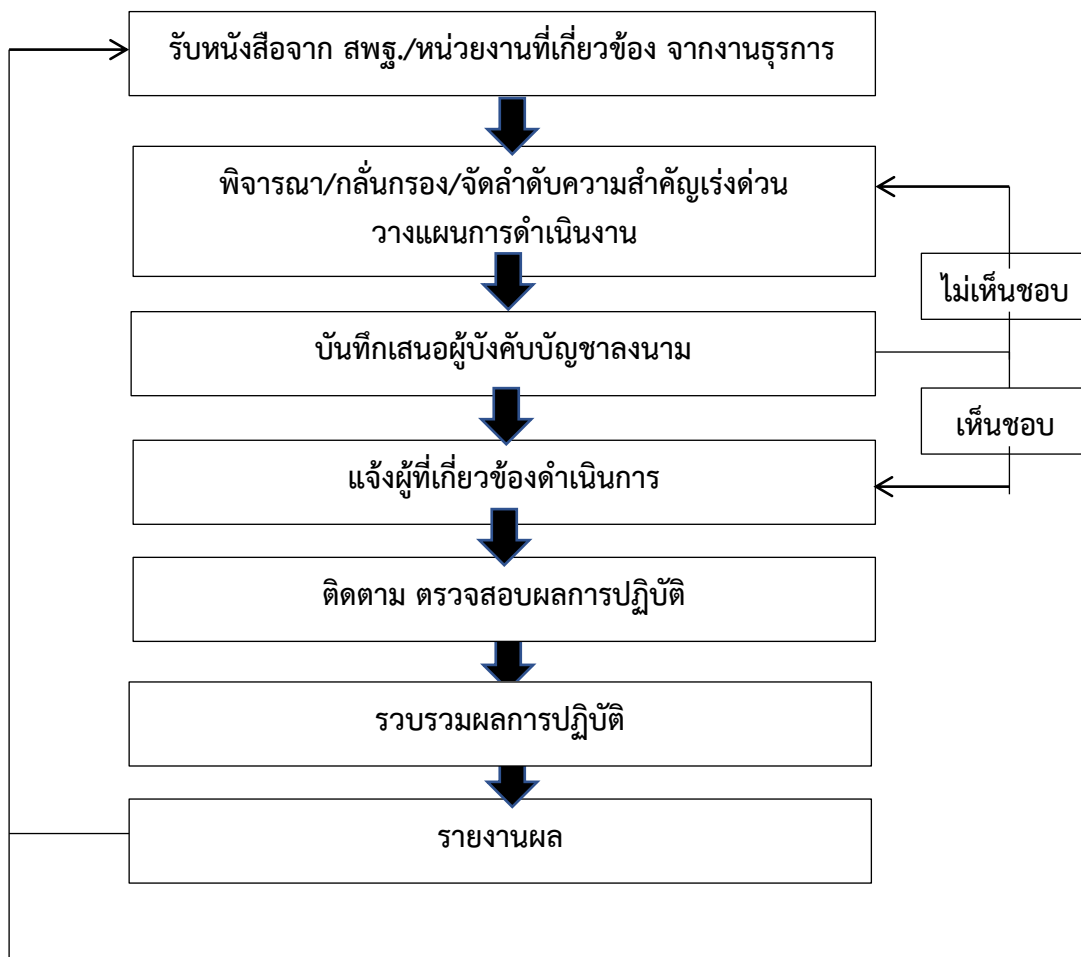 รับหนังสือจาก สพฐ./หน่วยงานที่เกี่ยวข้อง จากงานธุรการ
พิจารณา/กลั่นกรอง/จัดลำดับความสำคัญเร่งด่วน
วางแผนการดำเนินงาน
ไม่เห็นชอบ
บันทึกเสนอผู้บังคับบัญชาลงนาม
เห็นชอบ
แจ้งผู้ที่เกี่ยวข้องดำเนินการ
ติดตาม ตรวจสอบผลการปฏิบัติ
รวบรวมผลการปฏิบัติ
รายงานผล